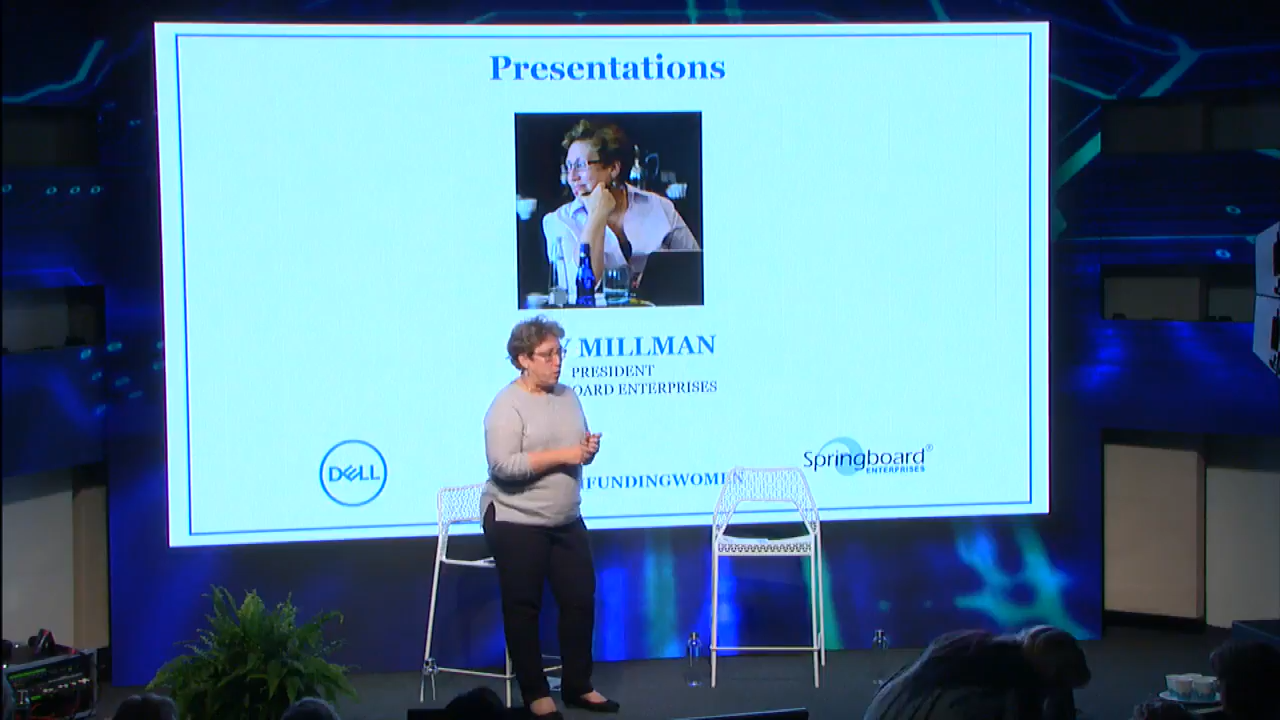 Presentations
MILLMAN
PRESIDENT
OARD ENTERPRISES
DELL
Springboard®
ENTERPRISES
FUNDINGWOMEN